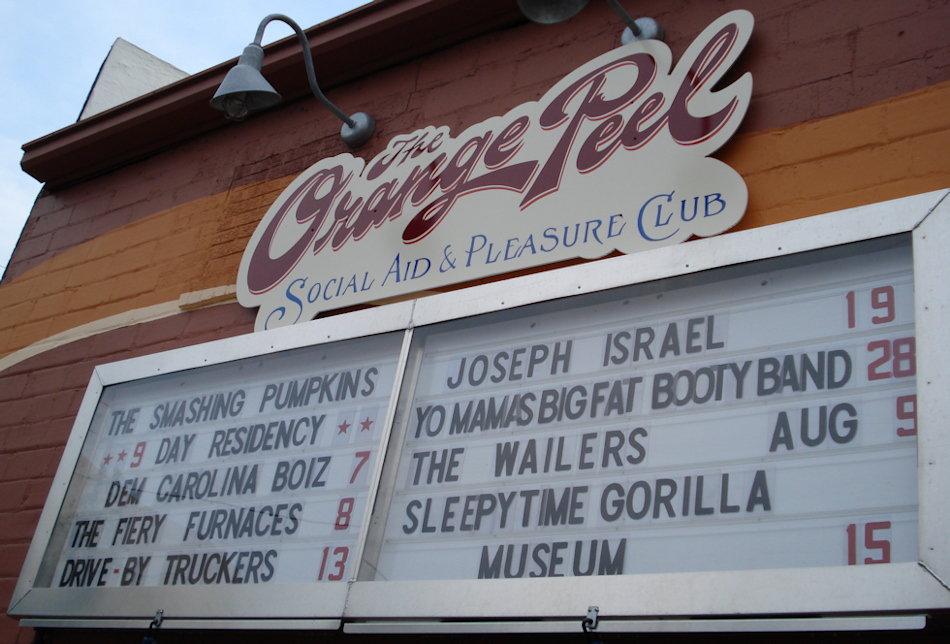 The
Orange Peel
Social Aid & Pleasure Club
THE SMASHING PUMPKINS
★★9 DAY RESIDENCY ★★
DEM CAROLINA BOIZ 7
THE FIERY FURNACES 8
DRIVE-BY TRUCKERS 13
JOSEPH ISRAEL 19
YO MAMAS BIG FAT BOOTY BAND 28
THE WAILERS AUG 9
SLEEPYTIME GORILLA
MUSEUM 15